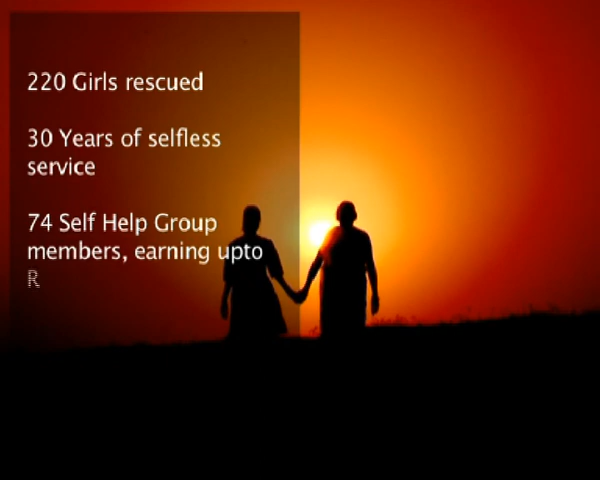 220 Girls rescued
30 Years of selfless
service
74 Self Help Group
members, earning upto
R